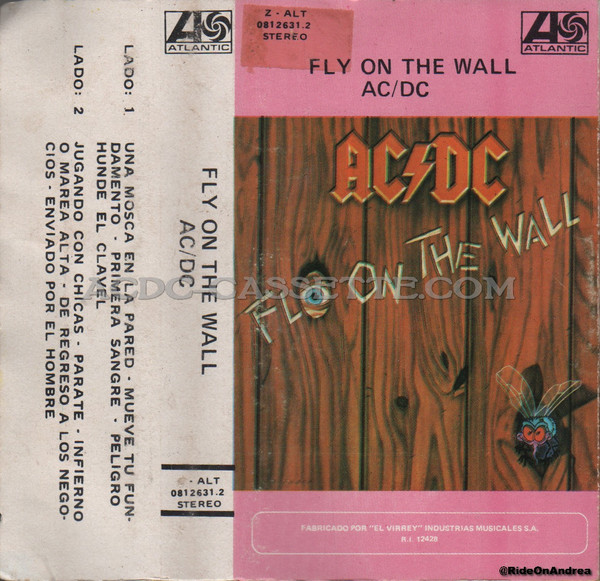 LADO: 1
UNA MOSCA EN LA PARED - MUEVE TU FUN-
DAMENTO - PRIMERA SANGRE - PELIGRO
HUNDE EL CLAVEL
LADO: 2
JUGANDO CON CHICAS - PARATE - INFIERNO
O MAREA ALTA - DE REGRESO A LOS NEGO-
CIOS - ENVIADO POR EL HOMBRE
ATLANTIC
FLY ON THE WALL
AC/DC
- ALT
0812631.2
STEREO
Z - ALT
0812631.2
STEREO
ATLANTIC
FLY ON THE WALL
AC/DC
AC/DC
FLY ON THE WALL
FABRICADO POR "EL VIRREY" INDUSTRIAS MUSICALES S.A.
R.I. 12428
ACDC-CASSETTE.COM
@RideOnAndrea